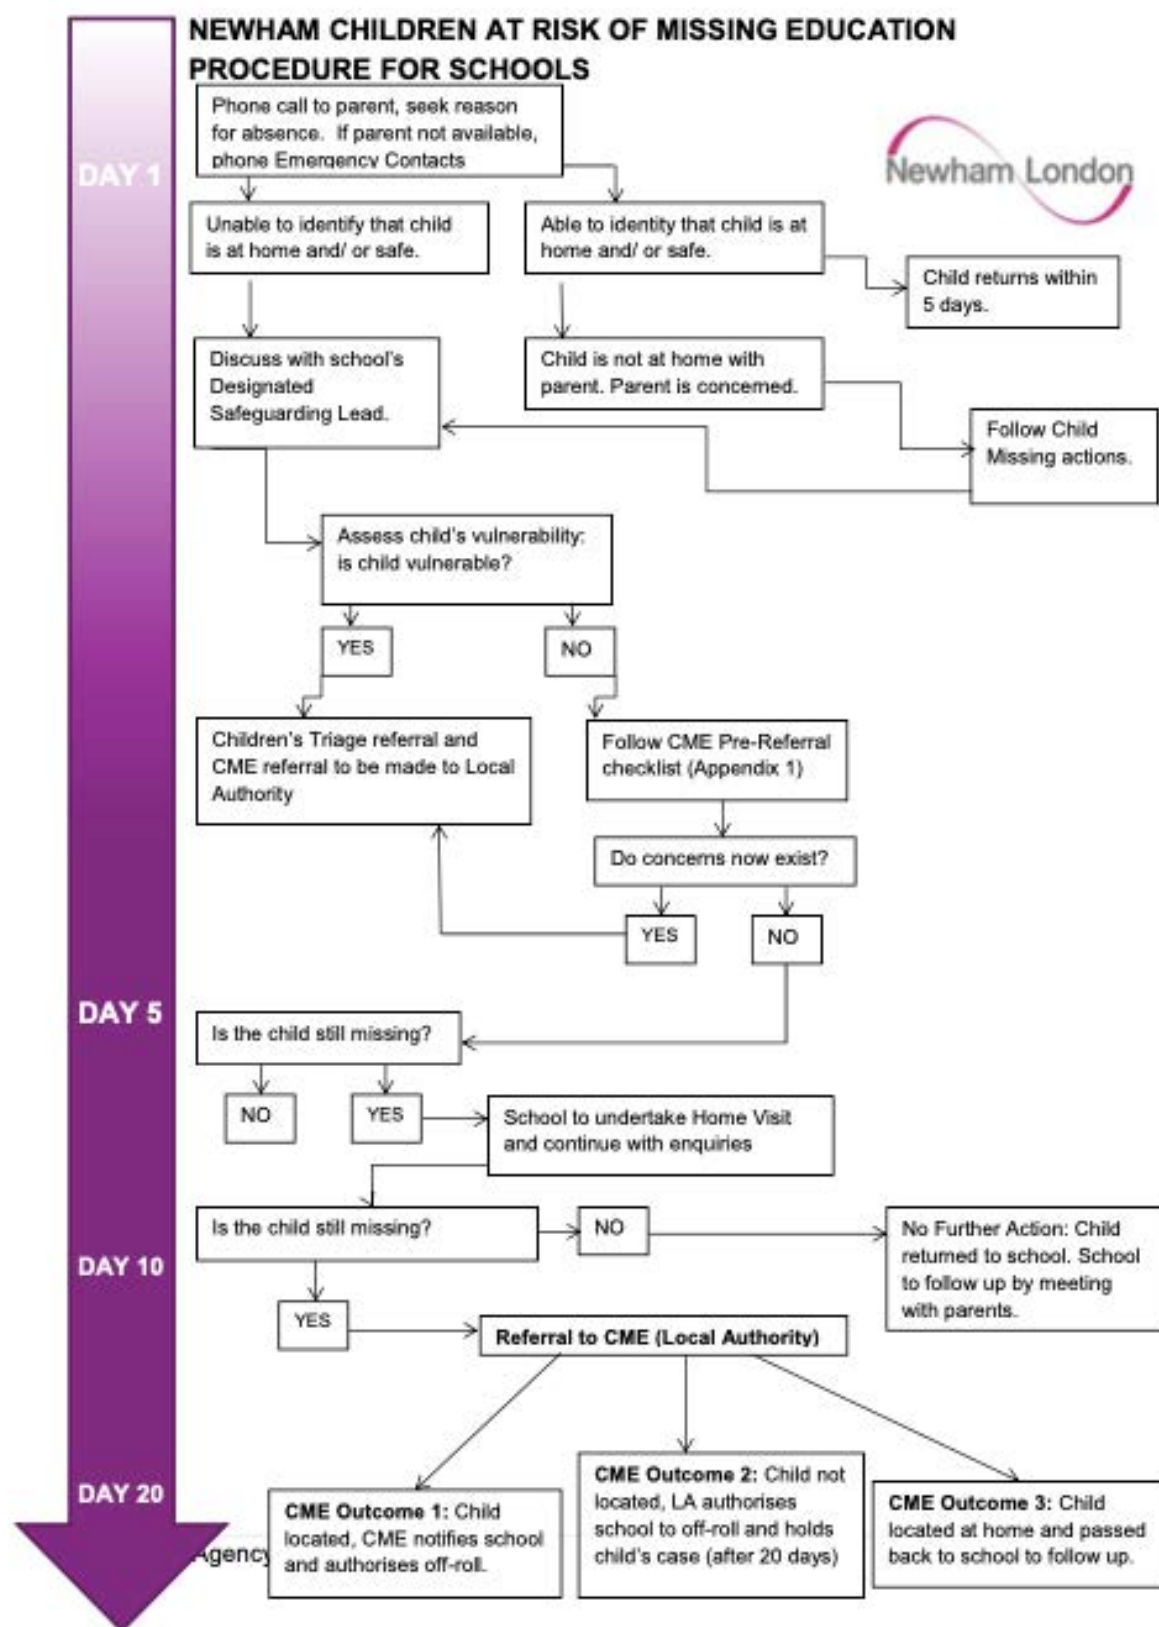 NEWHAM CHILDREN AT RISK OF MISSING EDUCATION
PROCEDURE FOR SCHOOLS
Phone call to parent, seek reason
for absence. If parent not available,
phone Emergency Contacts
DAY 1
Newham London
Unable to identify that child
is at home and/ or safe.
Able to identity that child is at
home and/ or safe.
Child returns within
5 days.
Discuss with school's
Designated
Safeguarding Lead.
Child is not at home with
parent. Parent is concerned.
Follow Child
Missing actions.
Assess child's vulnerability:
is child vulnerable?
YES
NO
Children's Triage referral and
CME referral to be made to Local
Authority
Follow CME Pre-Referral
checklist (Appendix 1)
Do concerns now exist?
YES
NO
DAY 5
Is the child still missing?
NO
YES
School to undertake Home Visit
and continue with enquiries
Is the child still missing?
NO
No Further Action: Child
returned to school. School
to follow up by meeting
with parents.
DAY 10
YES
Referral to CME (Local Authority)
DAY 20
CME Outcome 1: Child
located, CME notifies school
and authorises off-roll.
CME Outcome 2: Child not
located, LA authorises
school to off-roll and holds
child's case (after 20 days)
CME Outcome 3: Child
located at home and passed
back to school to follow up.
Agency